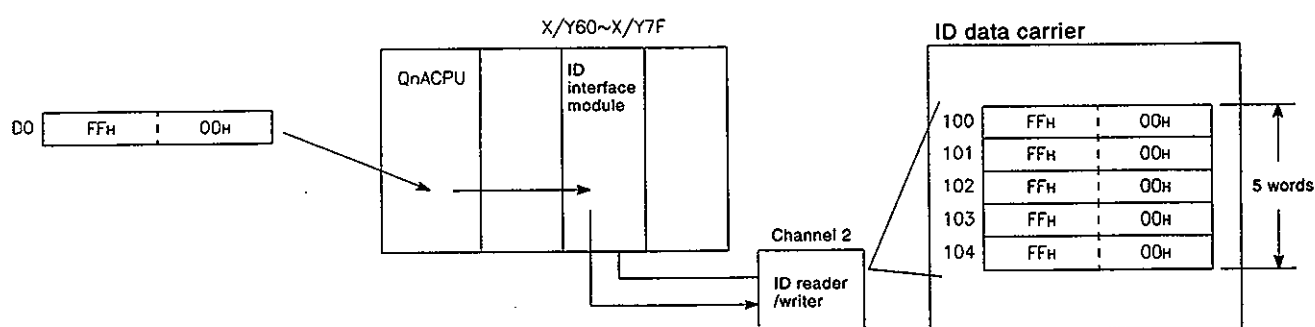 X/Y60~X/Y7F
ID data carrier
QnACPU
ID
interface
module
D0 FFH 00H
100 FFH 00H
101 FFH 00H
102 FFH 00H
103 FFH 00H
104 FFH 00H
5 words
Channel 2
ID reader
/writer